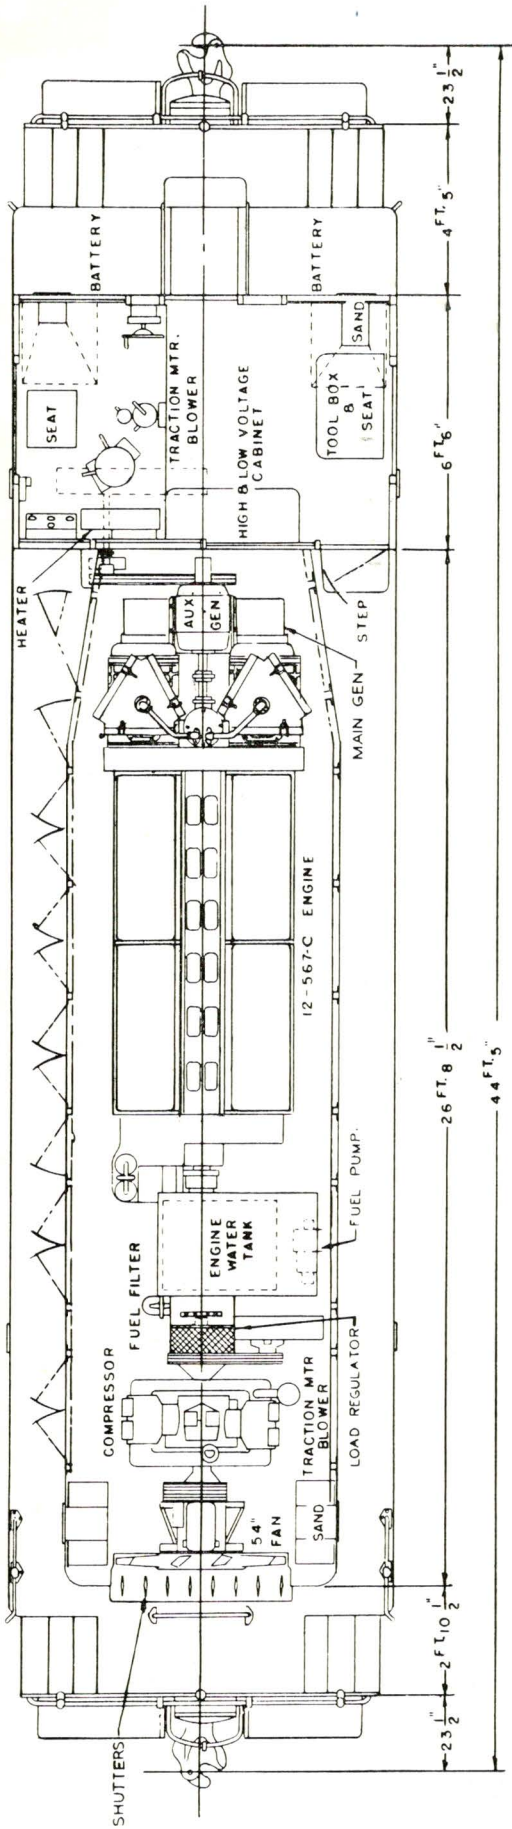 23 1/2"
4 FT. 5"
6 FT. 6"
26 FT. 8 1/2"
44 FT. 5"
2 FT. 10 1/2"
23 1/2"
BATTERY
BATTERY
SAND
SEAT
TRACTION MTR.
BLOWER
HIGH & LOW VOLTAGE
CABINET
TOOL BOX
&
SEAT
HEATER
AUX.
GEN
STEP
MAIN GEN
12-567-C ENGINE
FUEL FILTER
ENGINE
WATER
TANK
FUEL PUMP.
COMPRESSOR
TRACTION MTR
BLOWER
LOAD REGULATOR
54"
FAN
SAND
SHUTTERS